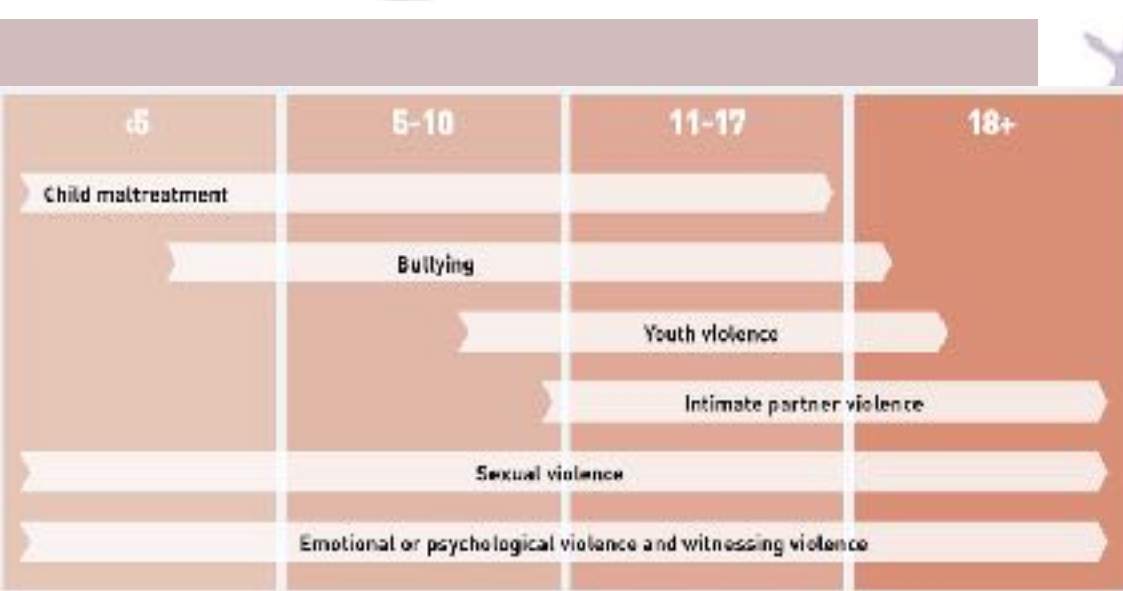 <5
5-10
11-17
18+
Child maltreatment
Bullying
Youth violence
Intimate partner violence
Sexual violence
Emotional or psychological violence and witnessing violence